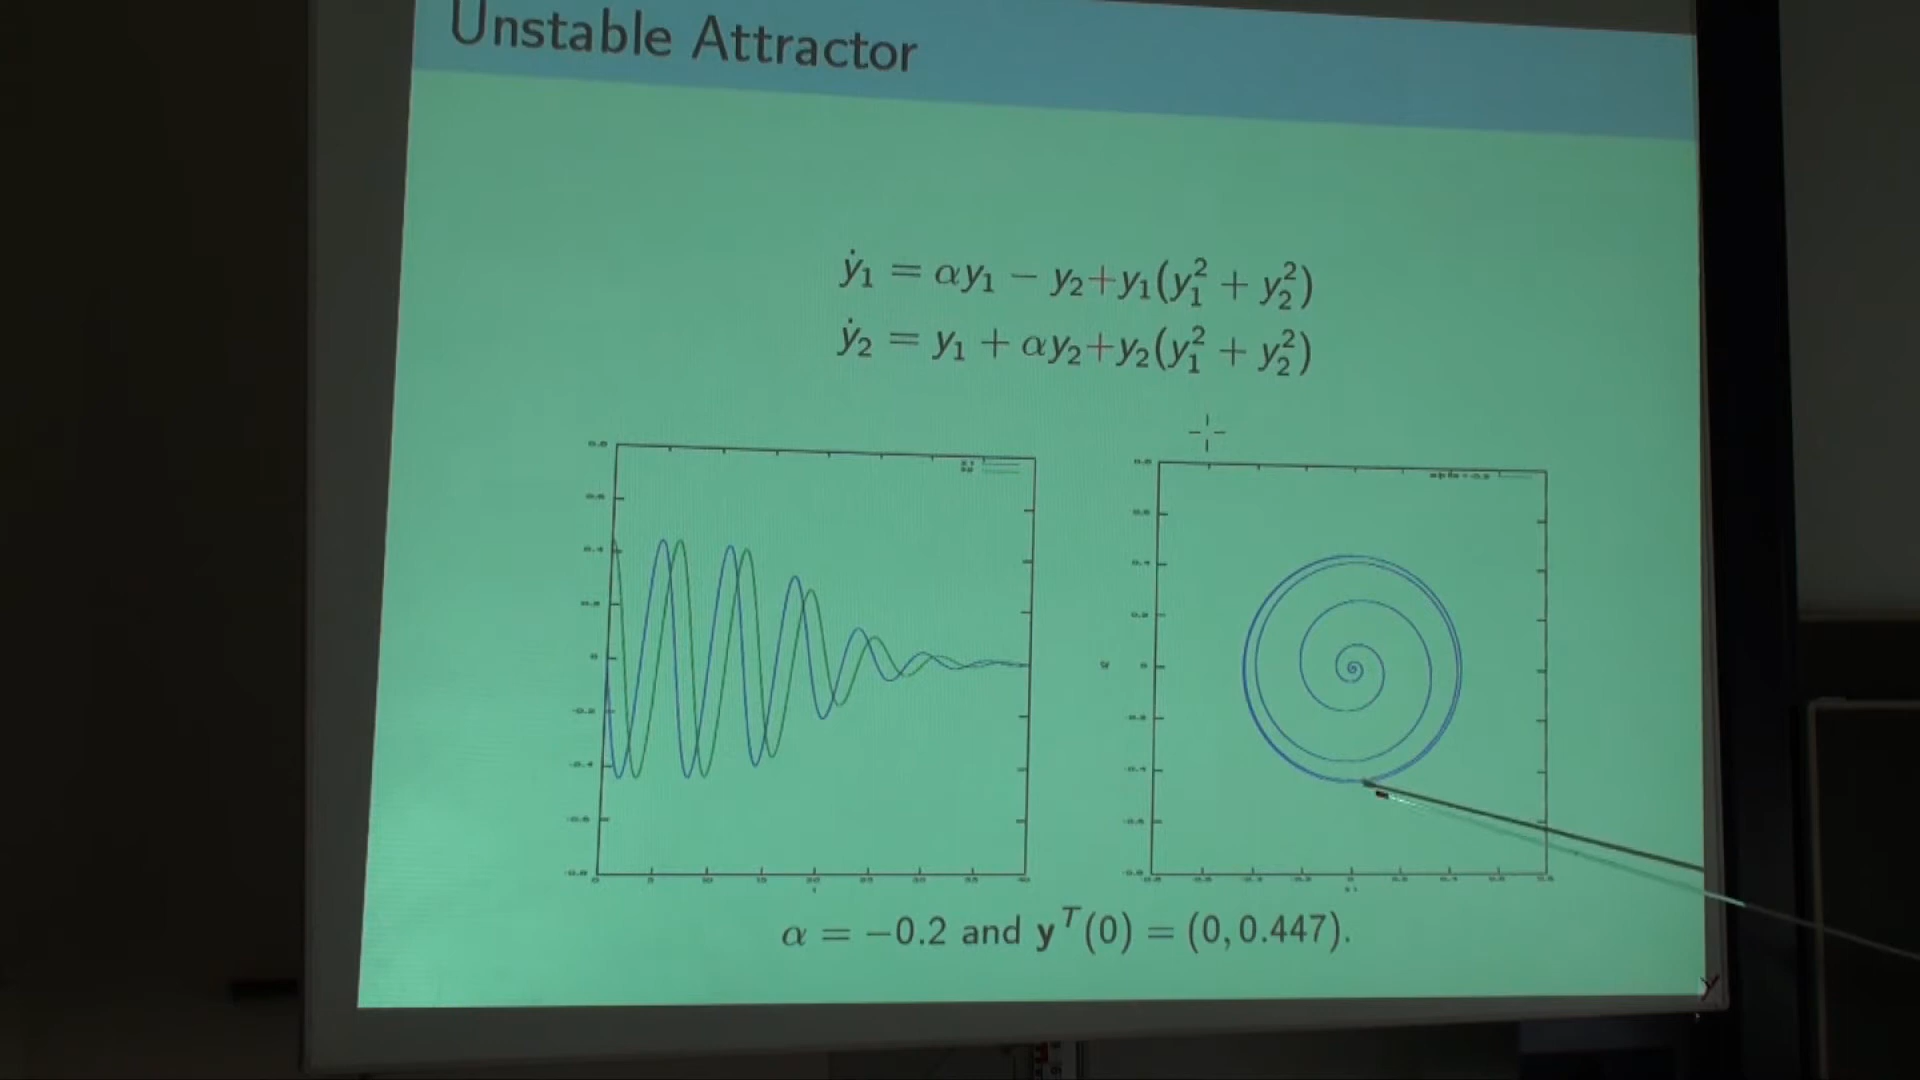 Unstable Attractor
ẏ₁ = αy₁ − y₂+y₁(y₁² + y₂²)
ẏ₂ = y₁ + αy₂+y₂(y₁² + y₂²)
α = −0.2 and yᵀ(0) = (0, 0.447).